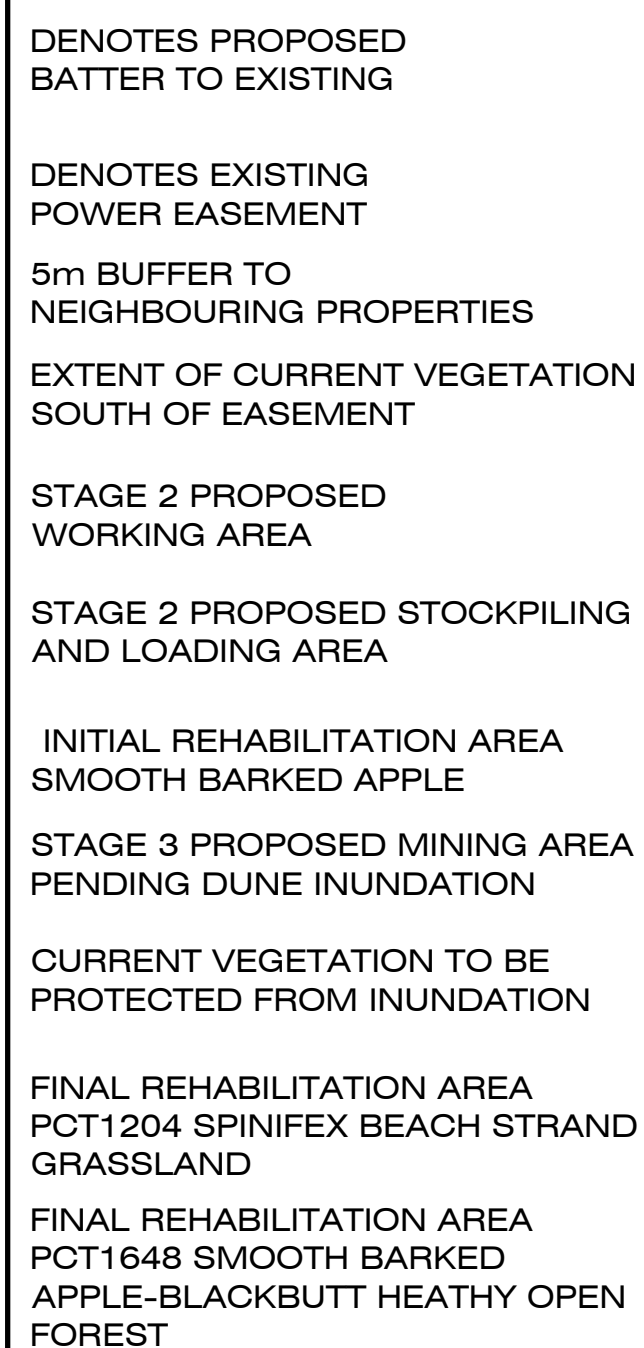 DENOTES PROPOSED
BATTER TO EXISTING
DENOTES EXISTING
POWER EASEMENT
5m BUFFER TO
NEIGHBOURING PROPERTIES
EXTENT OF CURRENT VEGETATION
SOUTH OF EASEMENT
STAGE 2 PROPOSED
WORKING AREA
STAGE 2 PROPOSED STOCKPILING
AND LOADING AREA
INITIAL REHABILITATION AREA
SMOOTH BARKED APPLE
STAGE 3 PROPOSED MINING AREA
PENDING DUNE INUNDATION
CURRENT VEGETATION TO BE
PROTECTED FROM INUNDATION
FINAL REHABILITATION AREA
PCT1204 SPINIFEX BEACH STRAND
GRASSLAND
FINAL REHABILITATION AREA
PCT1648 SMOOTH BARKED
APPLE-BLACKBUTT HEATHY OPEN
FOREST